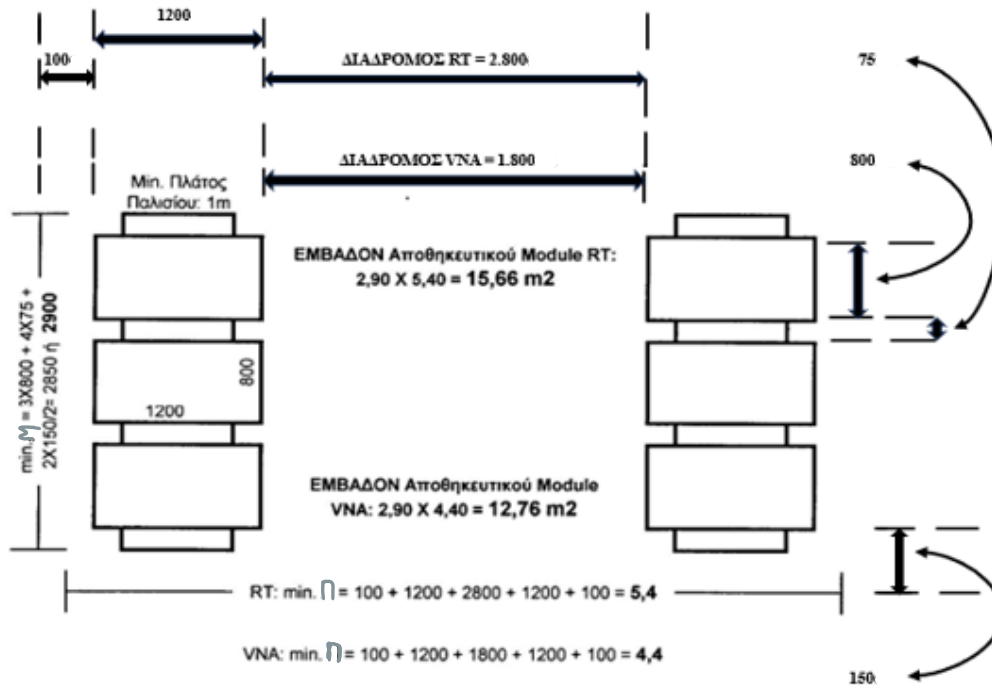 1200
100
ΔΙΑΔΡΟΜΟΣ RT = 2.800
75
ΔΙΑΔΡΟΜΟΣ VNA = 1.800
800
Min. Πλάτος
Παλισίου: 1m
ΕΜΒΑΔΟΝ Αποθηκευτικού Module RT:
2,90 X 5,40 = 15,66 m2
min. Μ = 3X800 + 4X75 +
2X150/2= 2850 ή 2900
800
1200
ΕΜΒΑΔΟΝ Αποθηκευτικού Module
VNA: 2,90 X 4,40 = 12,76 m2
RT: min. Π = 100 + 1200 + 2800 + 1200 + 100 = 5,4
VNA: min. Π = 100 + 1200 + 1800 + 1200 + 100 = 4,4
150